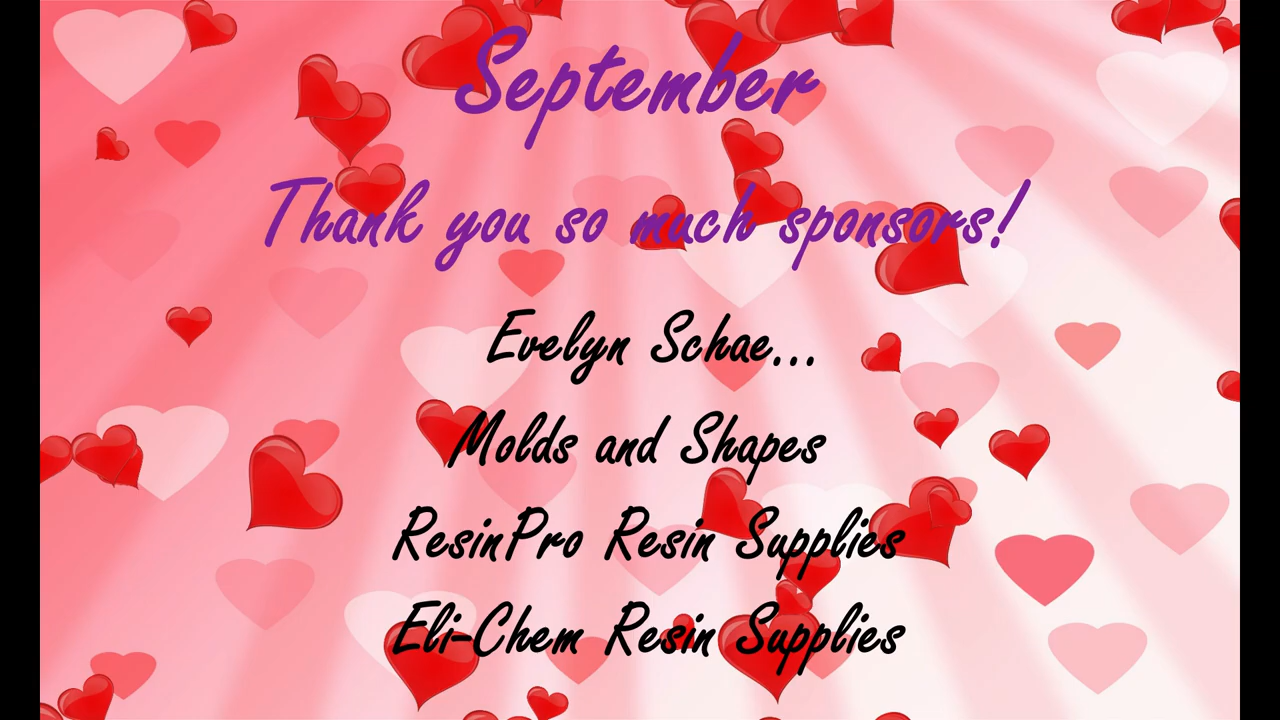 September
Thank you so much sponsors!
Evelyn Schae...
Molds and Shapes
ResinPro Resin Supplies
Eli-Chem Resin Supplies